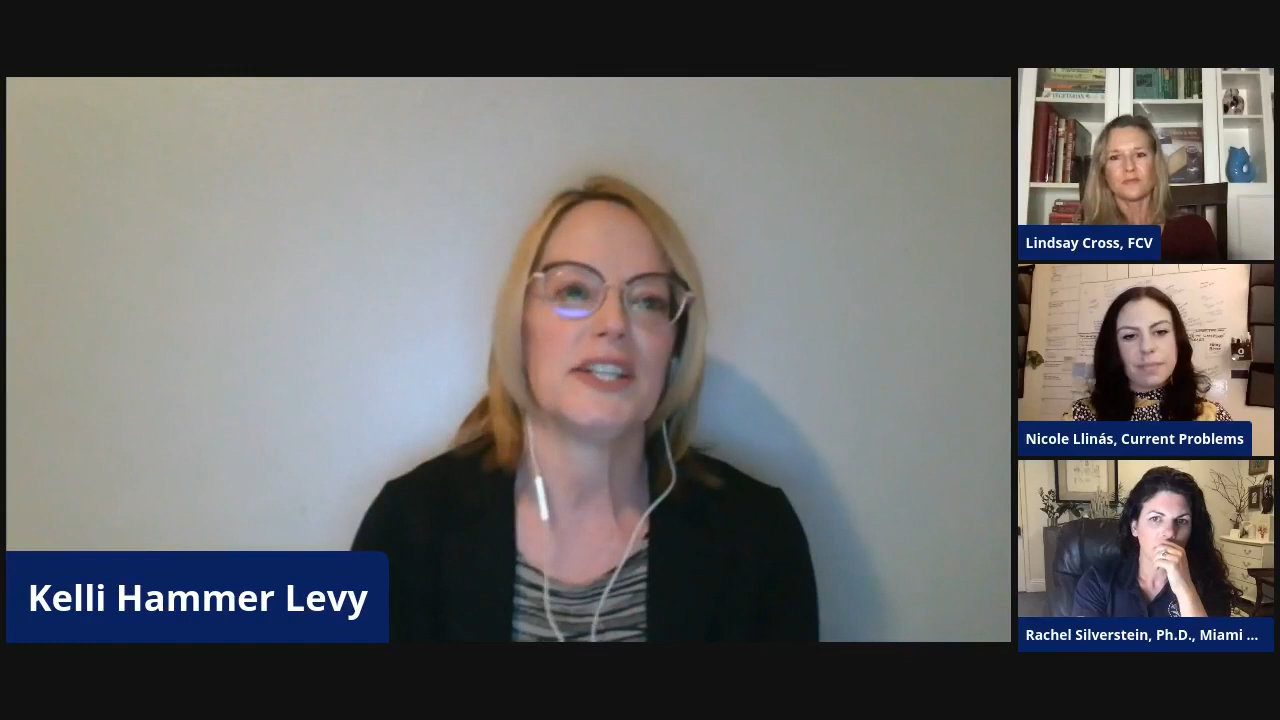 Kelli Hammer Levy
Lindsay Cross, FCV
Nicole Llinás, Current Problems
Rachel Silverstein, Ph.D., Miami ...